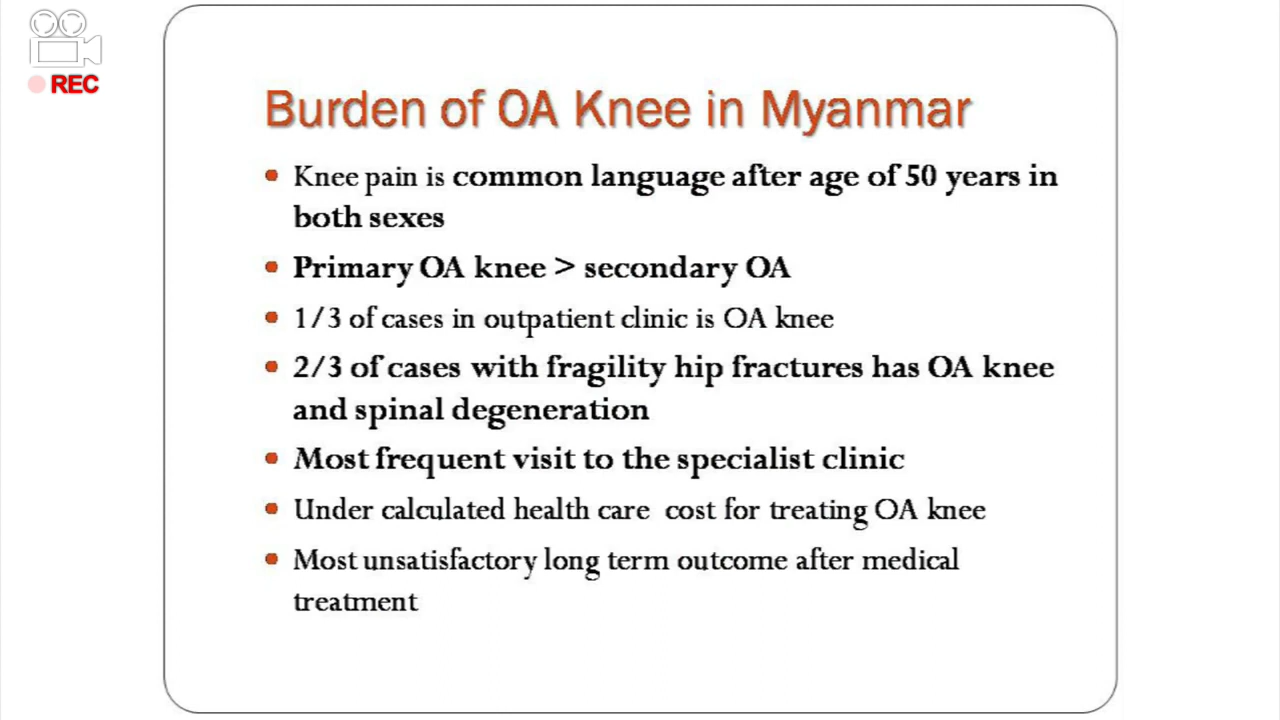 REC
Burden of OA Knee in Myanmar
• Knee pain is common language after age of 50 years in
both sexes
• Primary OA knee > secondary OA
• 1/3 of cases in outpatient clinic is OA knee
• 2/3 of cases with fragility hip fractures has OA knee
and spinal degeneration
• Most frequent visit to the specialist clinic
• Under calculated health care cost for treating OA knee
• Most unsatisfactory long term outcome after medical
treatment